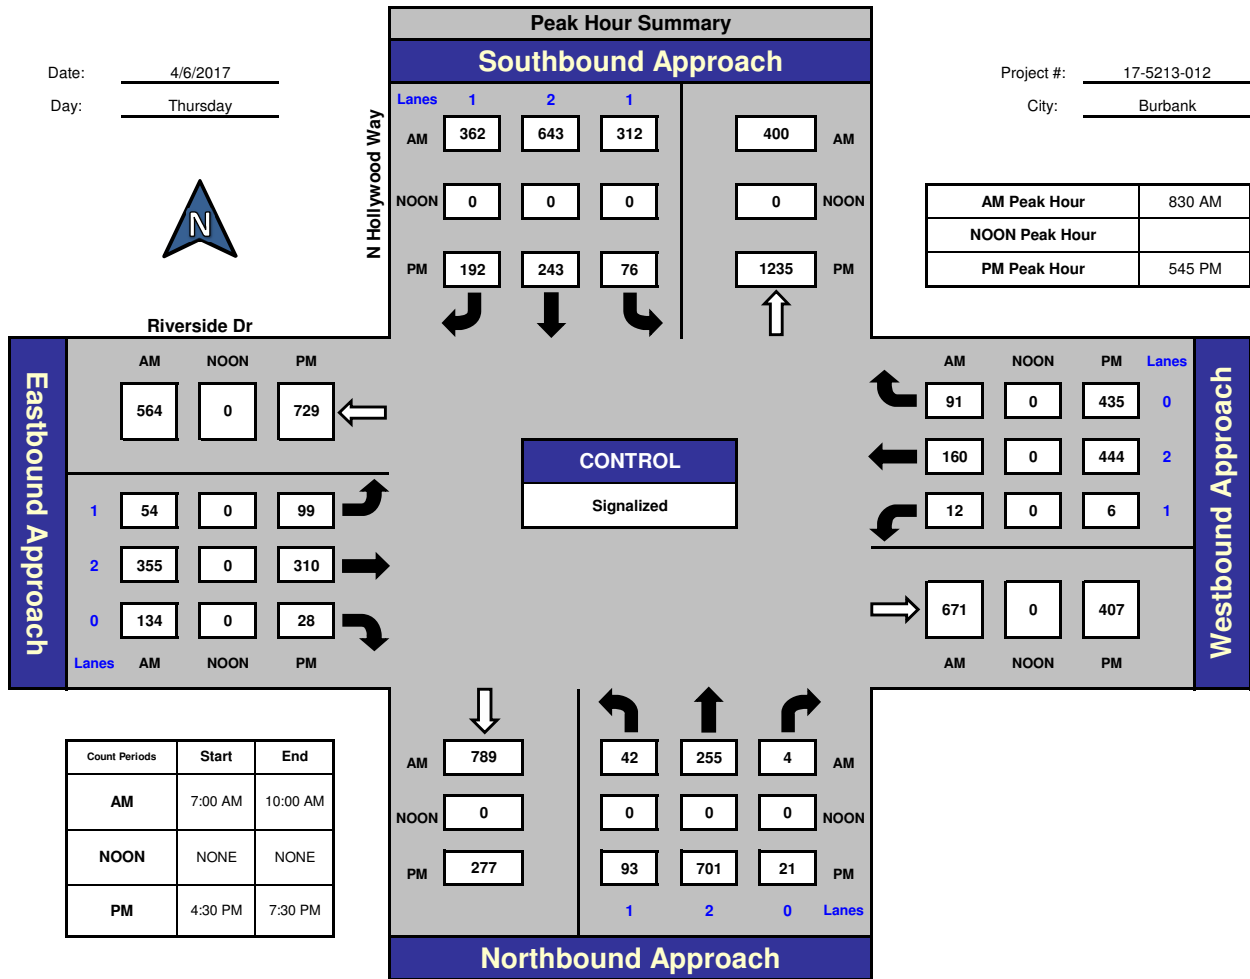 Peak Hour Summary
Southbound Approach
Date: 4/6/2017
Day: Thursday
Project #: 17-5213-012
City: Burbank
N
N Hollywood Way
Lanes 1 2 1
AM 362 643 312 400 AM
NOON 0 0 0 0 NOON
PM 192 243 76 1235 PM
AM Peak Hour 830 AM
NOON Peak Hour
PM Peak Hour 545 PM
Riverside Dr
Eastbound Approach
AM NOON PM
564 0 729
1 54 0 99
2 355 0 310
0 134 0 28
Lanes AM NOON PM
CONTROL
Signalized
AM NOON PM Lanes
91 0 435 0
160 0 444 2
12 0 6 1
671 0 407
AM NOON PM
Westbound Approach
Count Periods Start End
AM 7:00 AM 10:00 AM
NOON NONE NONE
PM 4:30 PM 7:30 PM
AM 789 42 255 4 AM
NOON 0 0 0 0 NOON
PM 277 93 701 21 PM
1 2 0 Lanes
Northbound Approach